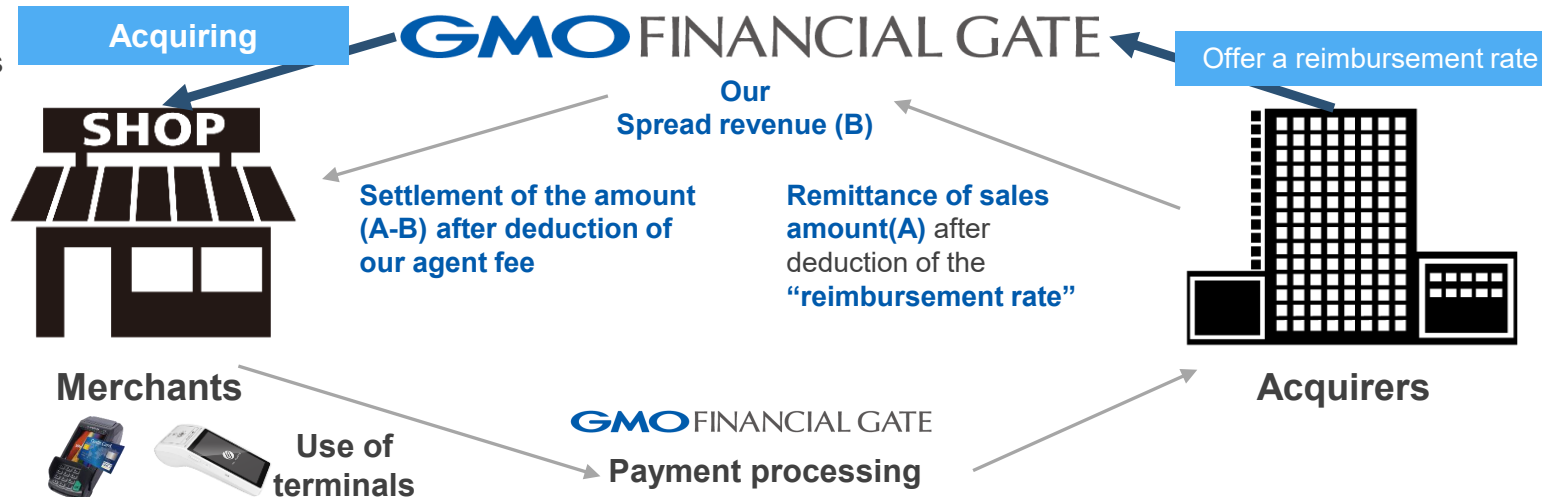 Acquiring
GMO FINANCIAL GATE
Offer a reimbursement rate
s
Our
Spread revenue (B)
SHOP
Settlement of the amount
(A-B) after deduction of
our agent fee
Remittance of sales
amount(A) after
deduction of the
“reimbursement rate”
Merchants
Acquirers
Use of
terminals
GMO FINANCIAL GATE
Payment processing